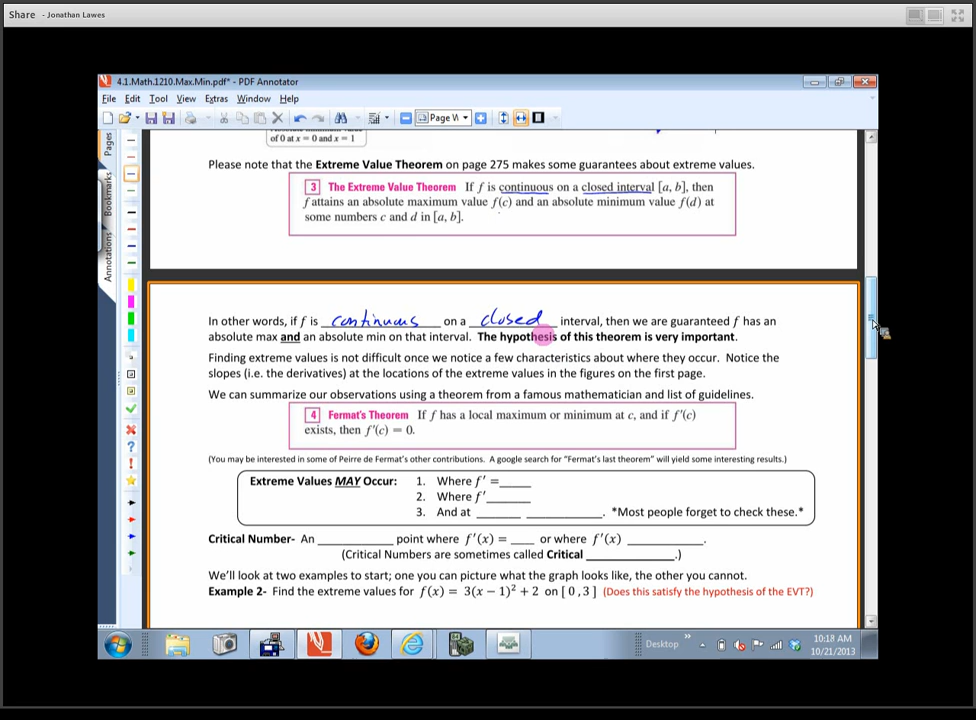 Share - Jonathan Lawes
4.1.Math.1210.Max.Min.pdf* - PDF Annotator
File Edit Tool View Extras Window Help
Page W
Pages
Bookmarks
Annotations
of 0 at x = 0 and x = 1
Please note that the Extreme Value Theorem on page 275 makes some guarantees about extreme values.
3 The Extreme Value Theorem If f is continuous on a closed interval [a, b], then
f attains an absolute maximum value f(c) and an absolute minimum value f(d) at
some numbers c and d in [a, b].
In other words, if f is continuous on a closed interval, then we are guaranteed f has an
absolute max and an absolute min on that interval. The hypothesis of this theorem is very important.
Finding extreme values is not difficult once we notice a few characteristics about where they occur. Notice the
slopes (i.e. the derivatives) at the locations of the extreme values in the figures on the first page.
We can summarize our observations using a theorem from a famous mathematician and list of guidelines.
4 Fermat's Theorem If f has a local maximum or minimum at c, and if f′(c)
exists, then f′(c) = 0.
(You may be interested in some of Peirre de Fermat's other contributions. A google search for "Fermat's last theorem" will yield some interesting results.)
Extreme Values MAY Occur: 1. Where f′ = _____
2. Where f′_______
3. And at _______ ____________. *Most people forget to check these.*
Critical Number- An ____________ point where f′(x) = ____ or where f′(x) ____________.
(Critical Numbers are sometimes called Critical ______________.)
We'll look at two examples to start; one you can picture what the graph looks like, the other you cannot.
Example 2- Find the extreme values for f(x) = 3(x − 1)² + 2 on [ 0 , 3 ] (Does this satisfy the hypothesis of the EVT?)
Desktop
10:18 AM
10/21/2013